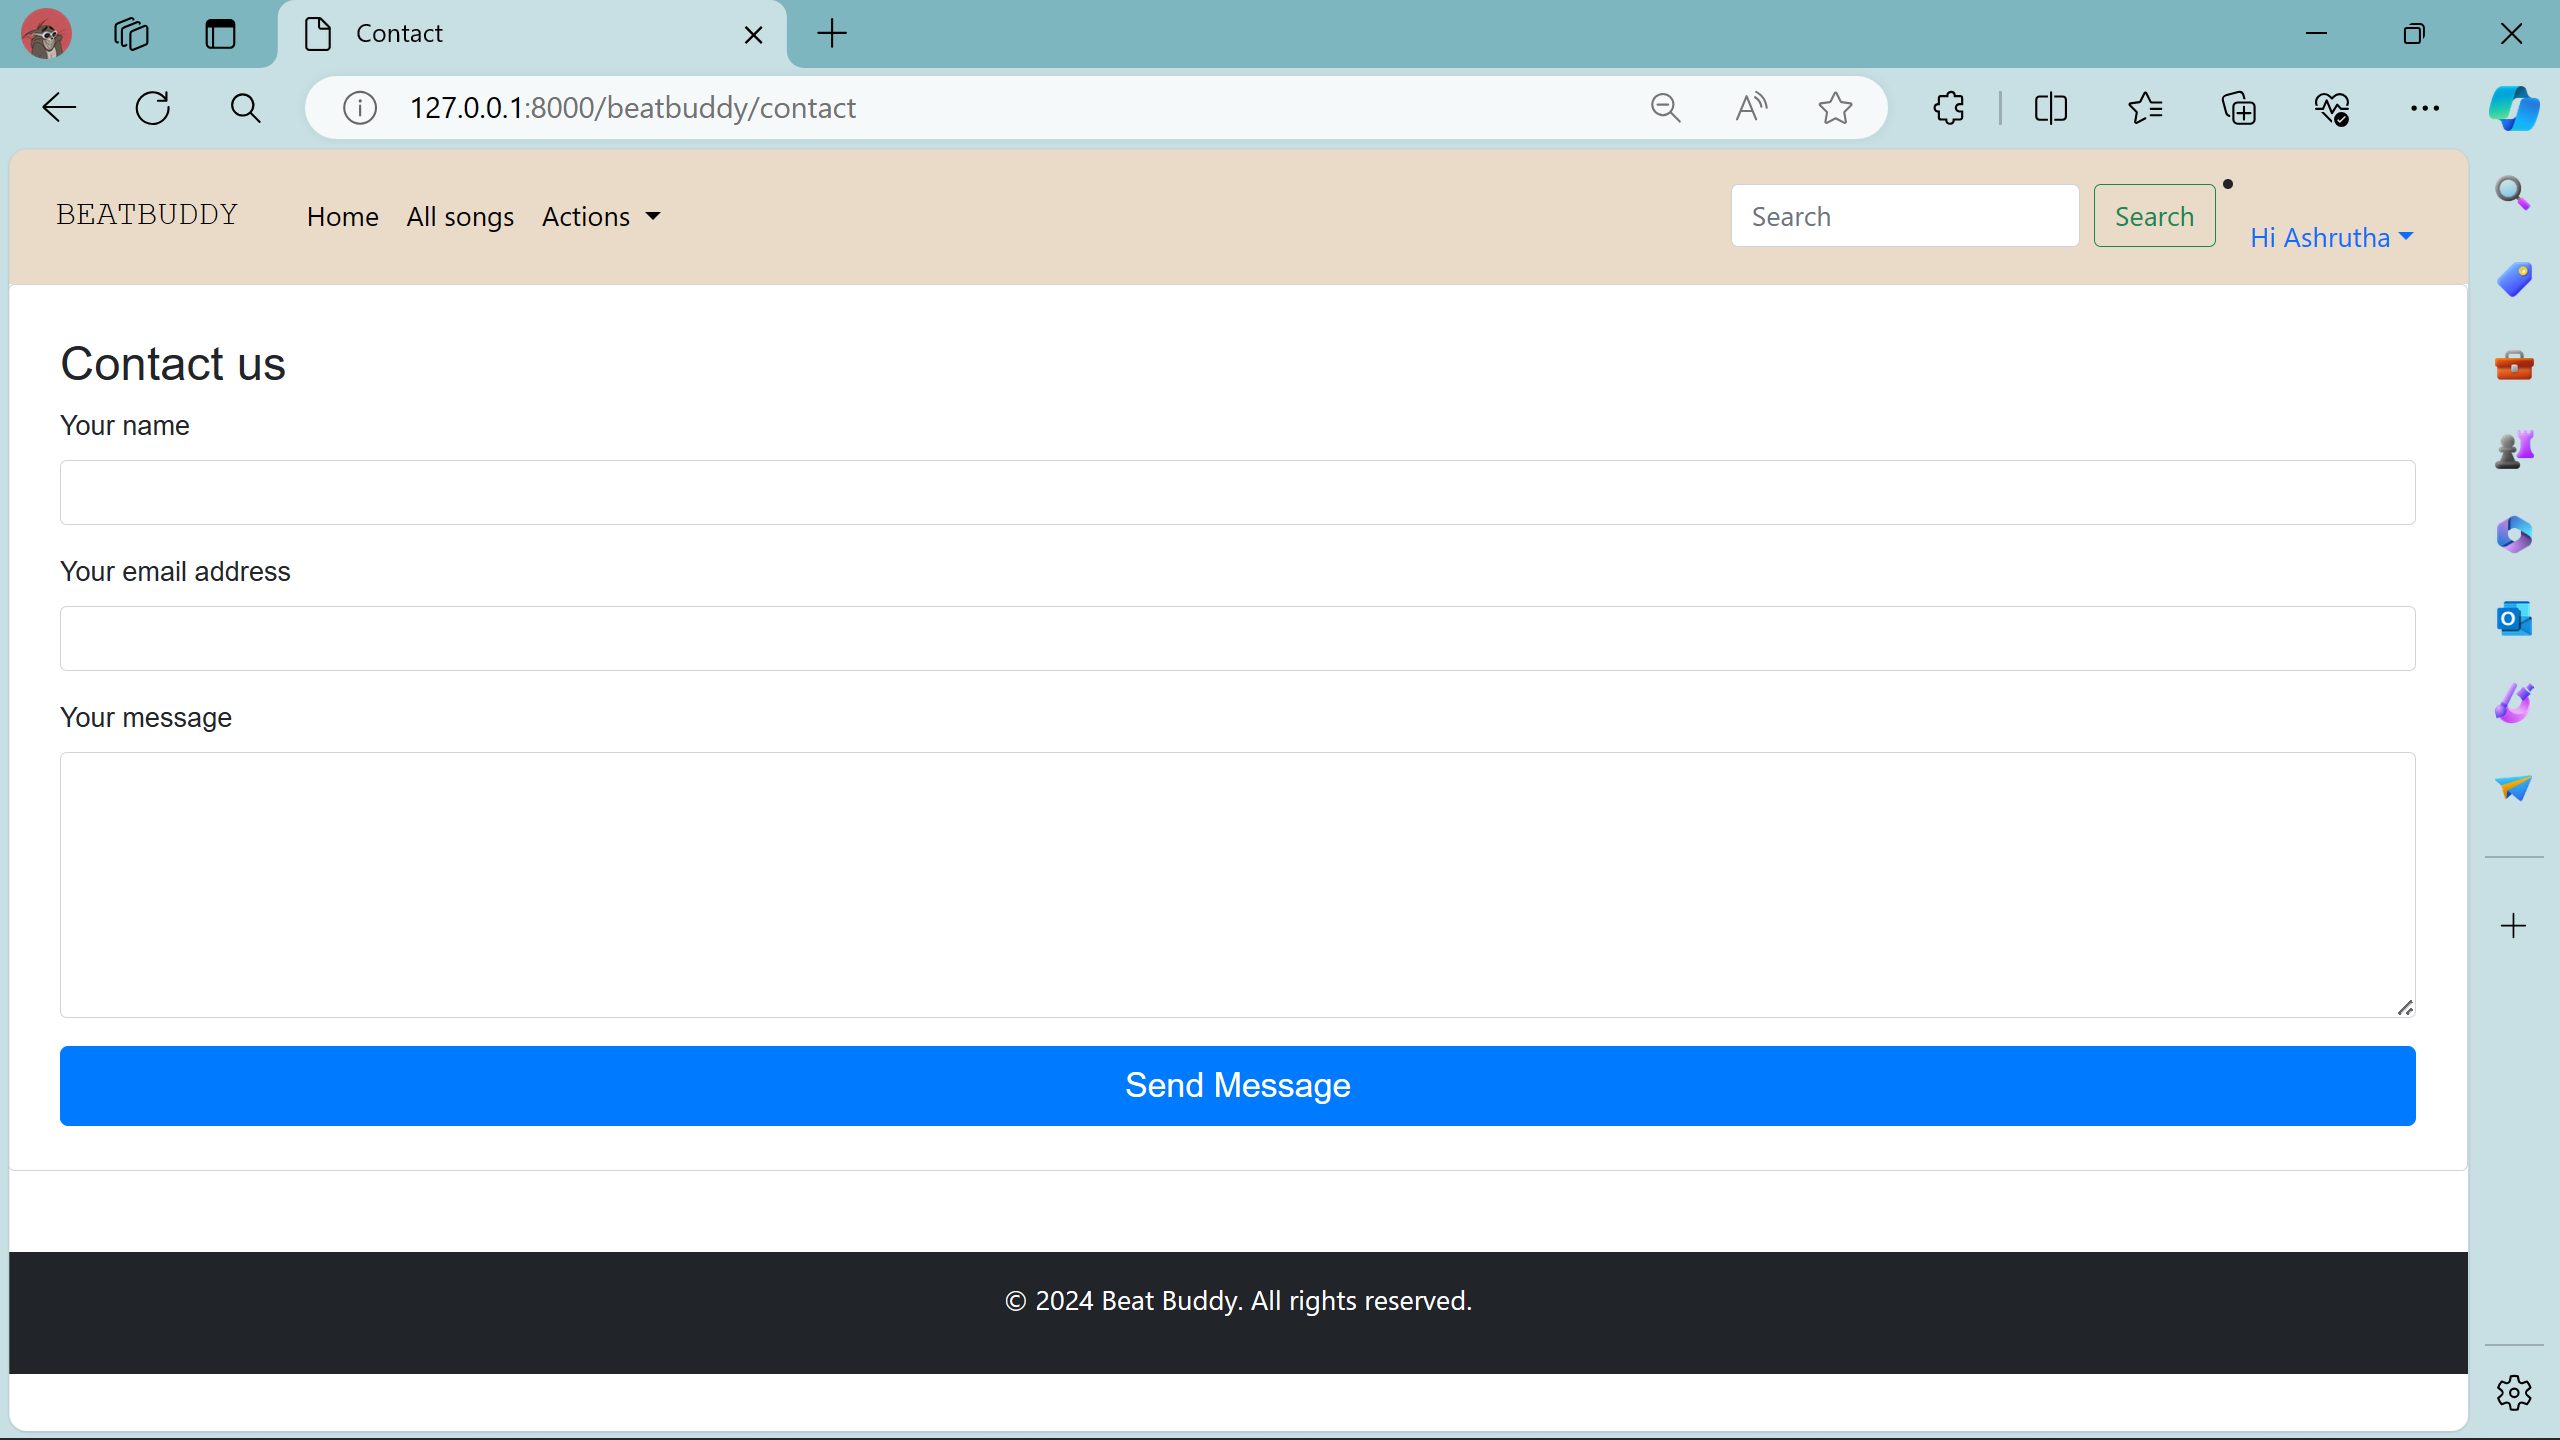 Contact
127.0.0.1:8000/beatbuddy/contact
BEATBUDDY
Home
All songs
Actions
Search
Search
Hi Ashrutha
Contact us
Your name
Your email address
Your message
Send Message
© 2024 Beat Buddy. All rights reserved.